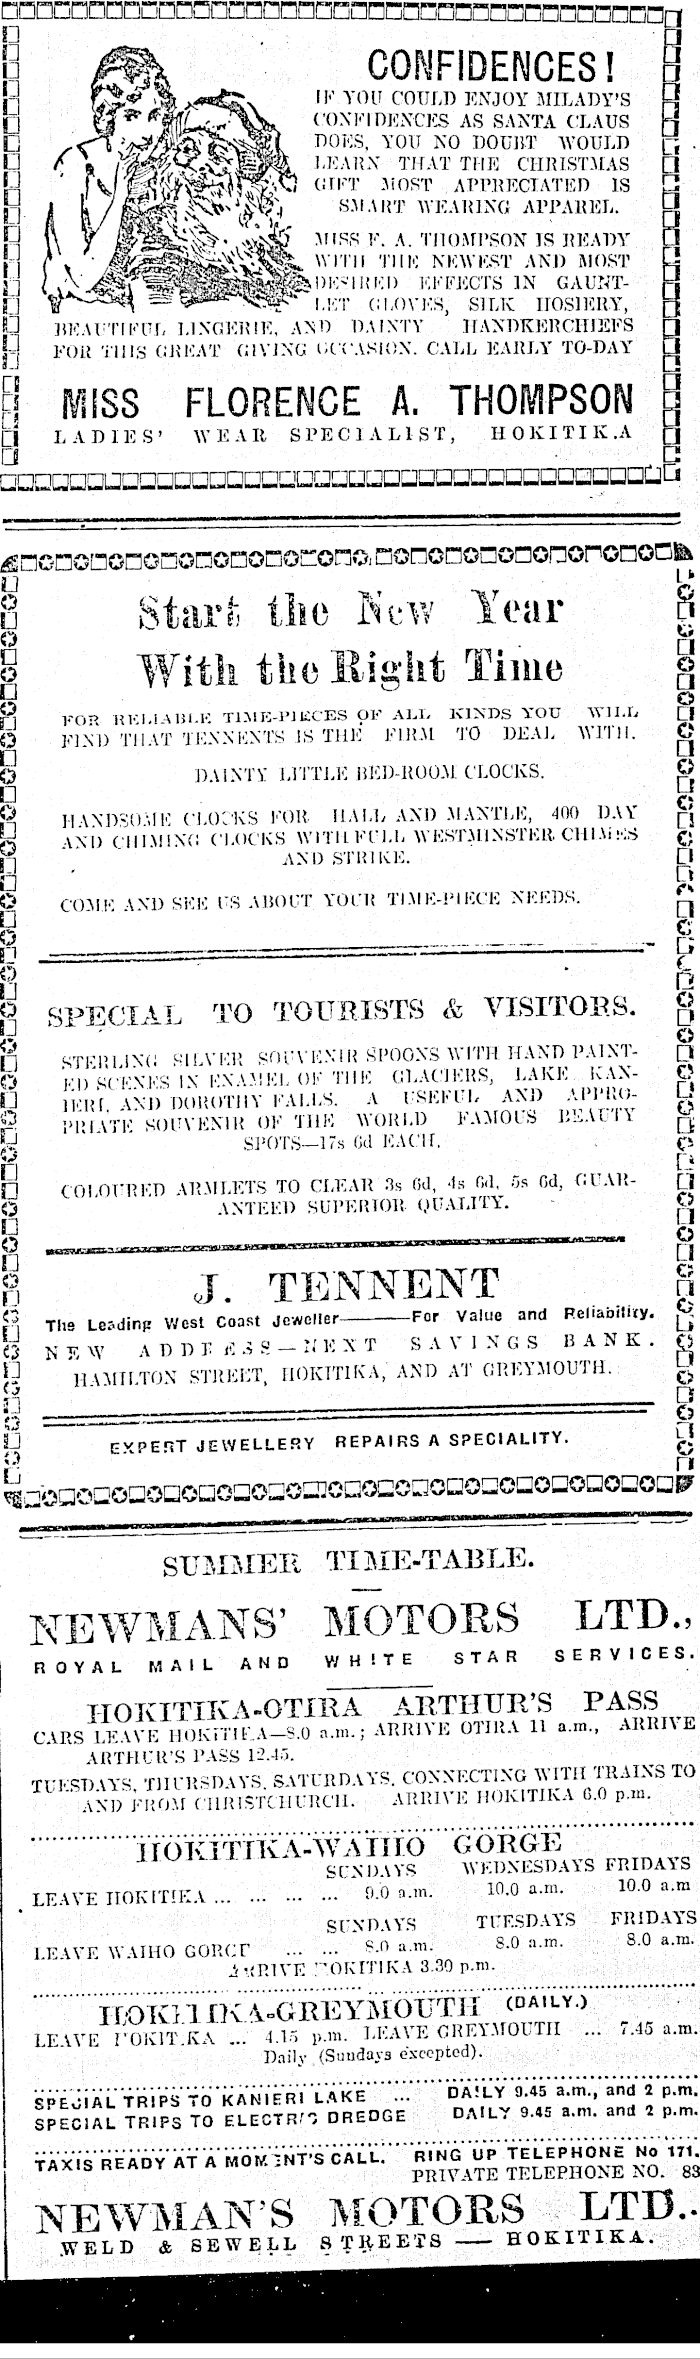 CONFIDENCES!
IF YOU COULD ENJOY MILADY'S
CONFIDENCES AS SANTA CLAUS
DOES, YOU NO DOUBT WOULD
LEARN THAT THE CHRISTMAS
GIFT MOST APPRECIATED IS
SMART WEARING APPAREL.
MISS F. A. THOMPSON IS READY
WITH THE NEWEST AND MOST
DESIRED EFFECTS IN GAUNT-
LET GLOVES, SILK HOSIERY,
BEAUTIFUL LINGERIE, AND DAINTY HANDKERCHIEFS
FOR THIS GREAT GIVING OCCASION. CALL EARLY TO-DAY
MISS FLORENCE A. THOMPSON
LADIES' WEAR SPECIALIST, HOKITIKA
Start the New Year
With the Right Time
FOR RELIABLE TIME-PIECES OF ALL KINDS YOU WILL
FIND THAT TENNENTS IS THE FIRM TO DEAL WITH.
DAINTY LITTLE BED-ROOM CLOCKS.
HANDSOME CLOCKS FOR HALL AND MANTLE, 400 DAY
AND CHIMING CLOCKS WITH FULL WESTMINSTER CHIMES
AND STRIKE.
COME AND SEE US ABOUT YOUR TIME-PIECE NEEDS.
SPECIAL TO TOURISTS & VISITORS.
STERLING SILVER SOUVENIR SPOONS WITH HAND PAINT-
ED SCENES IN ENAMEL OF THE GLACIERS, LAKE KAN-
IERI, AND DOROTHY FALLS. A USEFUL AND APPRO-
PRIATE SOUVENIR OF THE WORLD FAMOUS BEAUTY
SPOTS—17s 6d EACH.
COLOURED ARMLETS TO CLEAR 3s 6d, 4s 6d, 5s 6d, GUAR-
ANTEED SUPERIOR QUALITY.
J. TENNENT
The Leading West Coast Jeweller———For Value and Reliability.
NEW ADDRESS—NEXT SAVINGS BANK.
HAMILTON STREET, HOKITIKA, AND AT GREYMOUTH.
EXPERT JEWELLERY REPAIRS A SPECIALITY.
SUMMER TIME-TABLE.
NEWMANS' MOTORS LTD.,
ROYAL MAIL AND WHITE STAR SERVICES.
HOKITIKA-OTIRA ARTHUR'S PASS
CARS LEAVE HOKITIKA—8.0 a.m.; ARRIVE OTIRA 11 a.m., ARRIVE
ARTHUR'S PASS 12.45.
TUESDAYS, THURSDAYS, SATURDAYS, CONNECTING WITH TRAINS TO
AND FROM CHRISTCHURCH. ARRIVE HOKITIKA 6.0 p.m.
HOKITIKA-WAIHO GORGE
SUNDAYS WEDNESDAYS FRIDAYS
LEAVE HOKITIKA ... ... ... ... 9.0 a.m. 10.0 a.m. 10.0 a.m
SUNDAYS TUESDAYS FRIDAYS
LEAVE WAIHO GORGE ... ... 8.0 a.m. 8.0 a.m. 8.0 a.m.
ARRIVE HOKITIKA 3.30 p.m.
HOKITIKA-GREYMOUTH (DAILY.)
LEAVE HOKITIKA ... 4.15 p.m. LEAVE GREYMOUTH ... 7.45 a.m.
Daily (Sundays excepted).
SPECIAL TRIPS TO KANIERI LAKE ... DAILY 9.45 a.m., and 2 p.m.
SPECIAL TRIPS TO ELECTRIC DREDGE DAILY 9.45 a.m. and 2 p.m.
TAXIS READY AT A MOMENT'S CALL. RING UP TELEPHONE No 171.
PRIVATE TELEPHONE NO. 83
NEWMAN'S MOTORS LTD..
WELD & SEWELL STREETS — HOKITIKA.